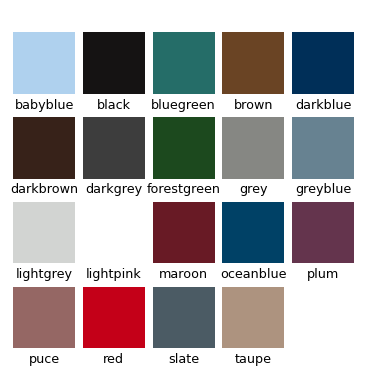 babyblue black bluegreen brown darkblue
darkbrown darkgrey forestgreen grey greyblue
lightgrey lightpink maroon oceanblue plum
puce red slate taupe